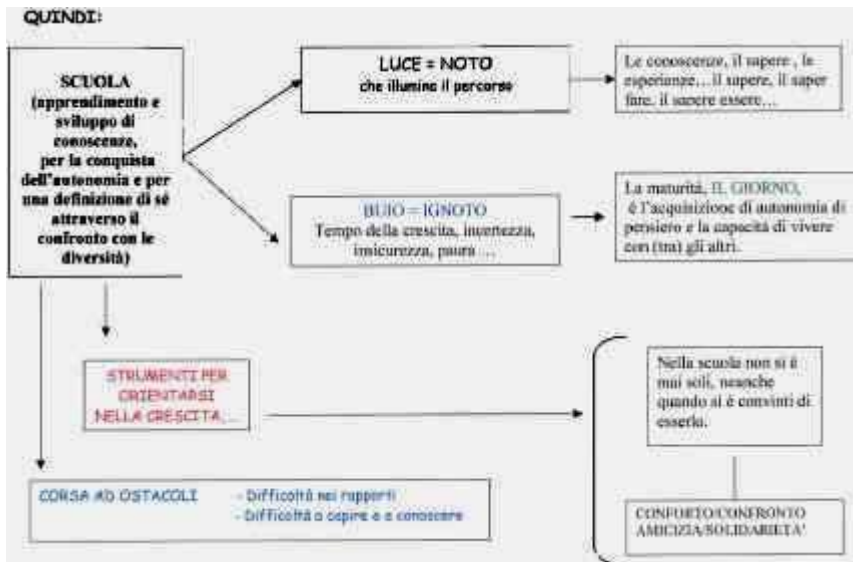 QUINDI:
SCUOLA
(apprendimento e
sviluppo di
conoscenze,
per la conquista
dell'autonomia e per
una definizione di sé
attraverso il
confronto con le
diversità)
LUCE = NOTO
che illumina il percorso
Le conoscenze, il sapere , le
esperienze… il sapere, il saper
fare, il sapere essere…
BUIO = IGNOTO
Tempo della crescita, incertezza,
insicurezza, paura …
La maturità, IL GIORNO,
è l'acquisizione di autonomia di
pensiero e la capacità di vivere
con (tra) gli altri.
STRUMENTI PER
ORIENTARSI
NELLA CRESCITA,…
Nella scuola non si è
mai soli, neanche
quando si è convinti di
esserlo.
CORSA AD OSTACOLI - Difficoltà nei rapporti
- Difficoltà a capire e a conoscere
CONFORTO/CONFRONTO
AMICIZIA/SOLIDARIETA'